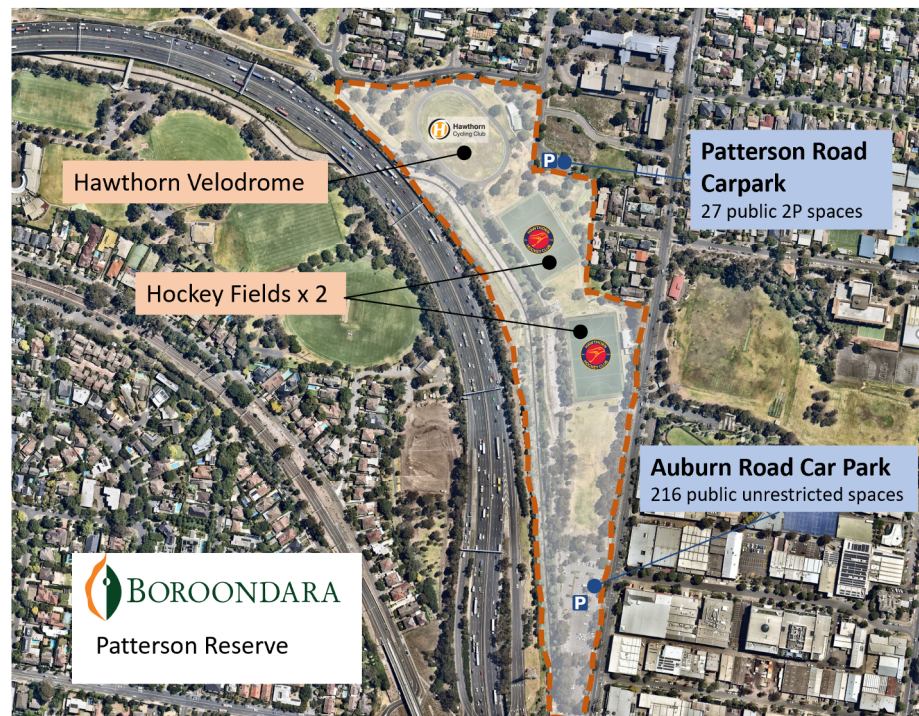 Hawthorn
Cycling Club
Hawthorn Velodrome
P
Patterson Road
Carpark
27 public 2P spaces
Hockey Fields x 2
Auburn Road Car Park
216 public unrestricted spaces
P
BOROONDARA
Patterson Reserve